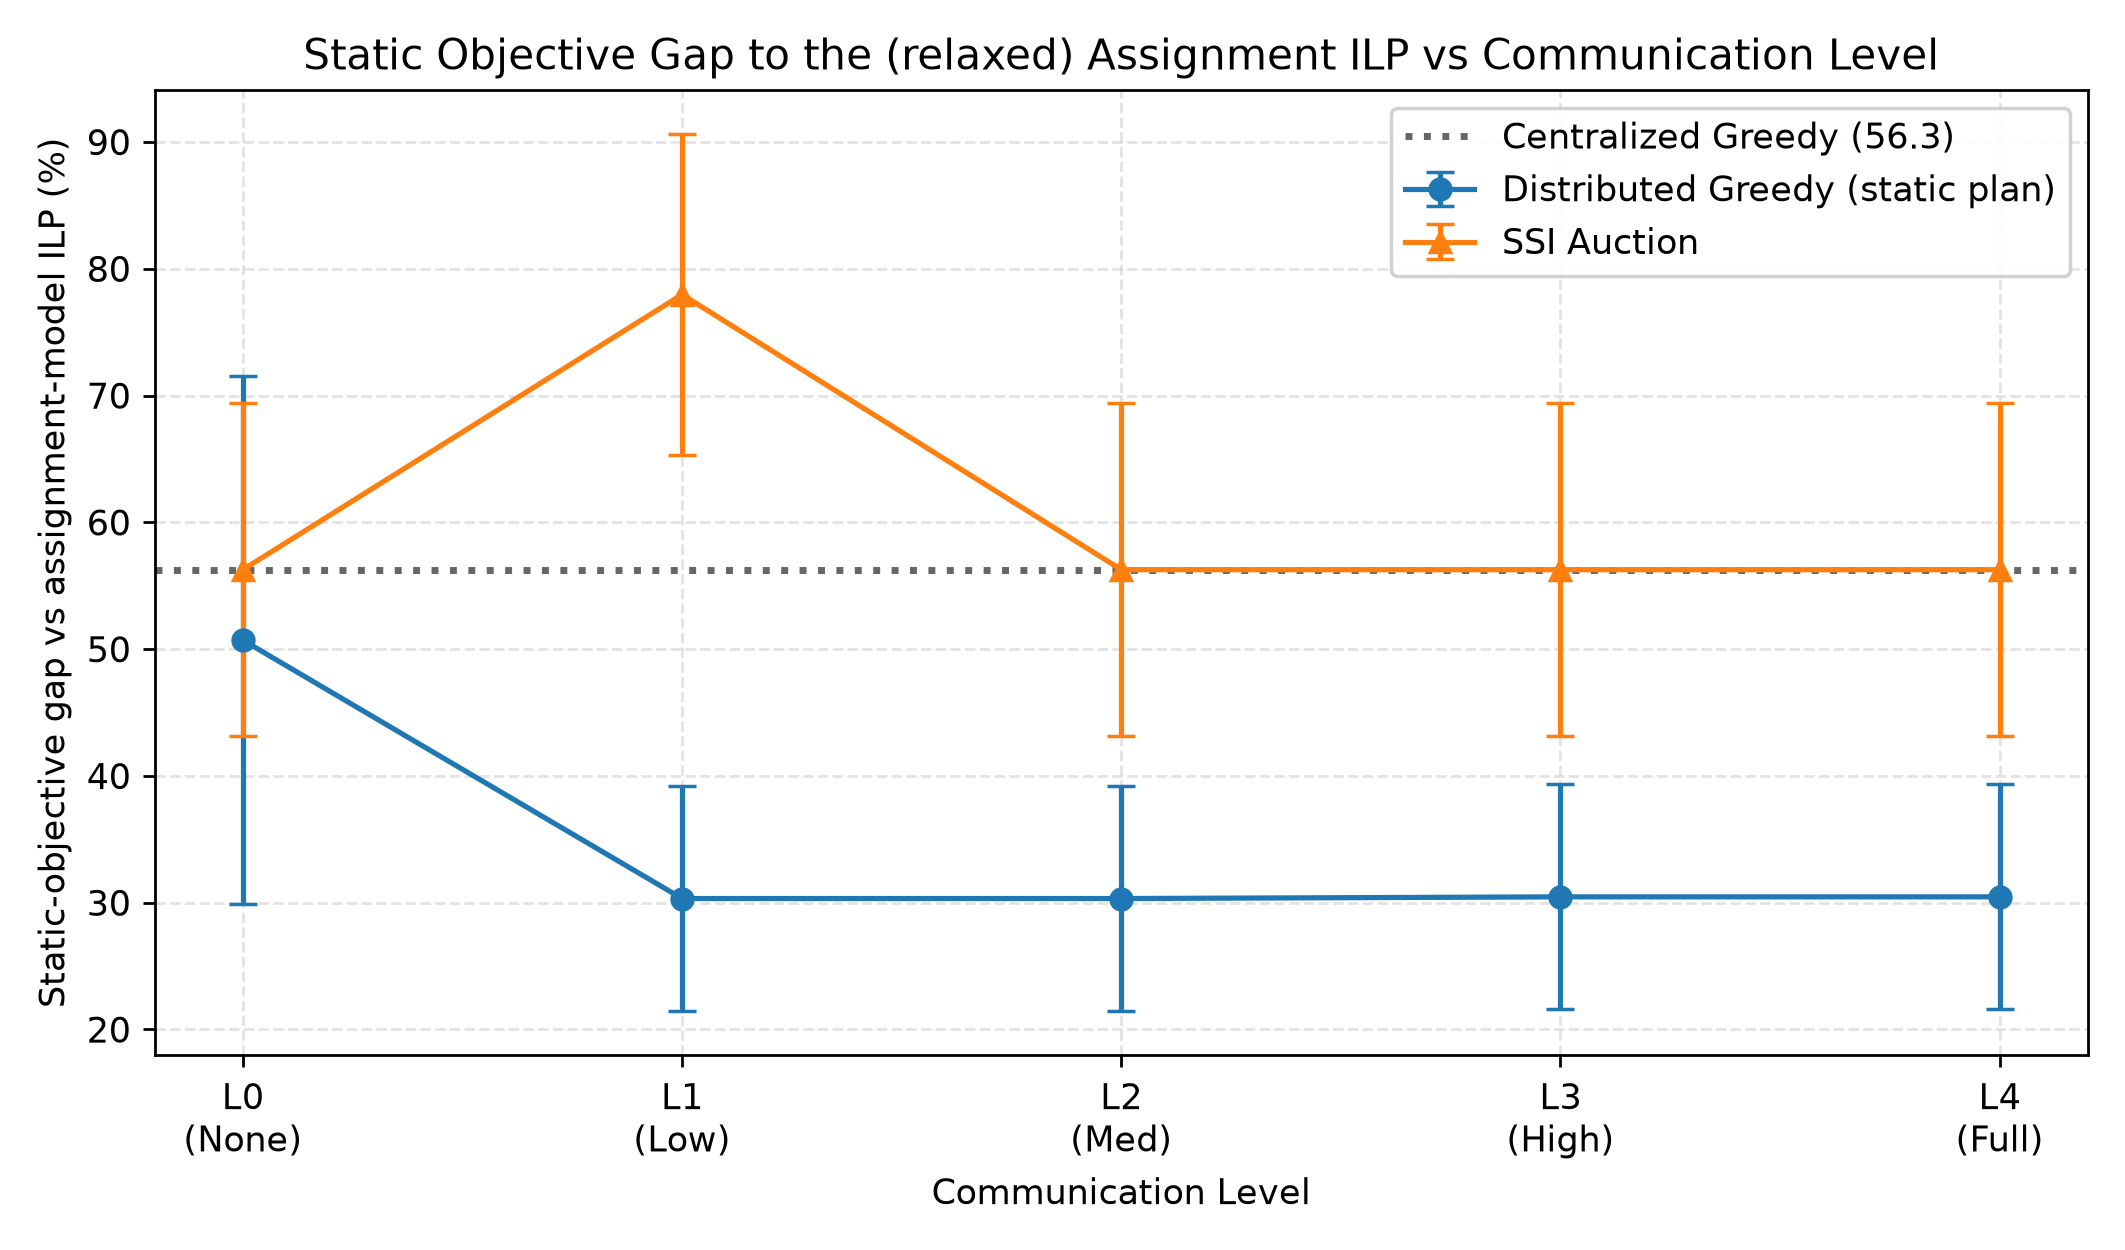 Static Objective Gap to the (relaxed) Assignment ILP vs Communication Level
Static-objective gap vs assignment-model ILP (%)
90
80
70
60
50
40
30
20
Centralized Greedy (56.3)
Distributed Greedy (static plan)
SSI Auction
L0
(None)
L1
(Low)
L2
(Med)
L3
(High)
L4
(Full)
Communication Level